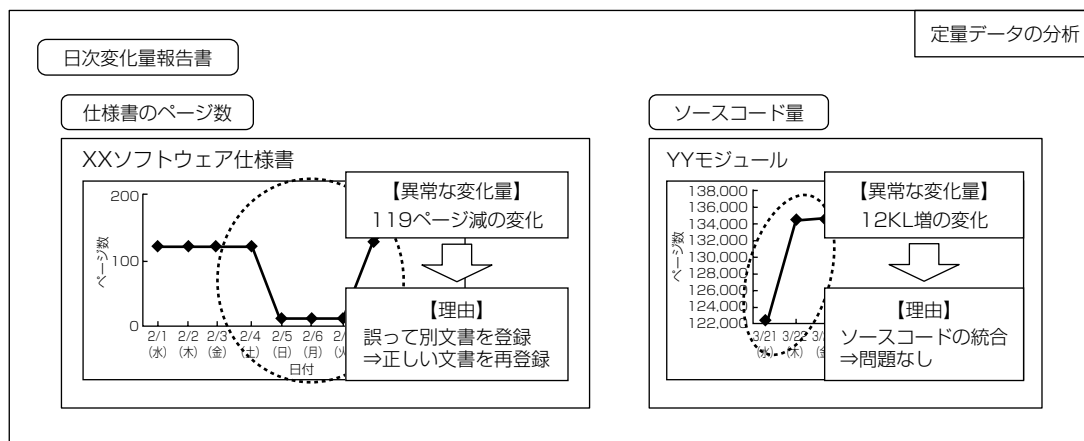 定量データの分析
日次変化量報告書
仕様書のページ数
XXソフトウェア仕様書
200
100
0
ページ数
2/1 2/2 2/3 2/4 2/5 2/6
(水) (木) (金) (土) (日) (月) (火
日付
【異常な変化量】
119ページ減の変化
【理由】
誤って別文書を登録
⇒正しい文書を再登録
ソースコード量
YYモジュール
138,000
136,000
134,000
132,000
130,000
128,000
126,000
124,000
122,000
ページ数
3/21 3/22
(水) (木) (金
【異常な変化量】
12KL増の変化
【理由】
ソースコードの統合
⇒問題なし